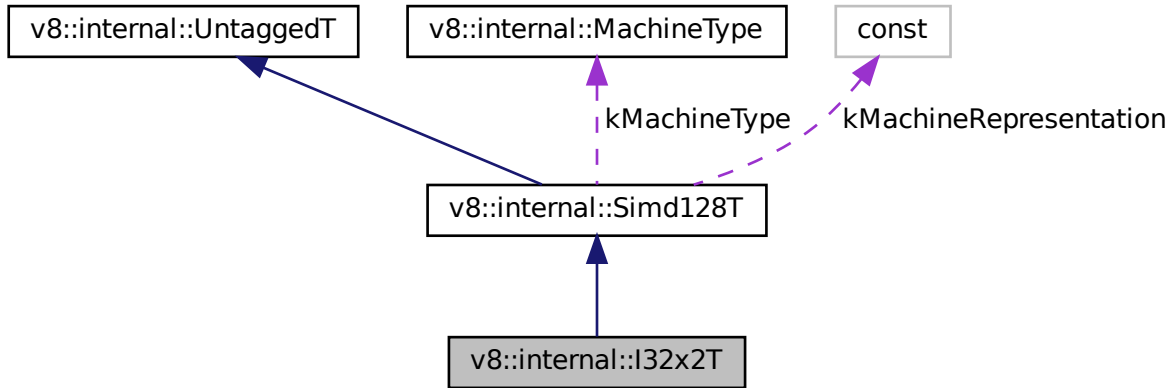 v8::internal::UntaggedT
v8::internal::MachineType
const
kMachineType
kMachineRepresentation
v8::internal::Simd128T
v8::internal::I32x2T